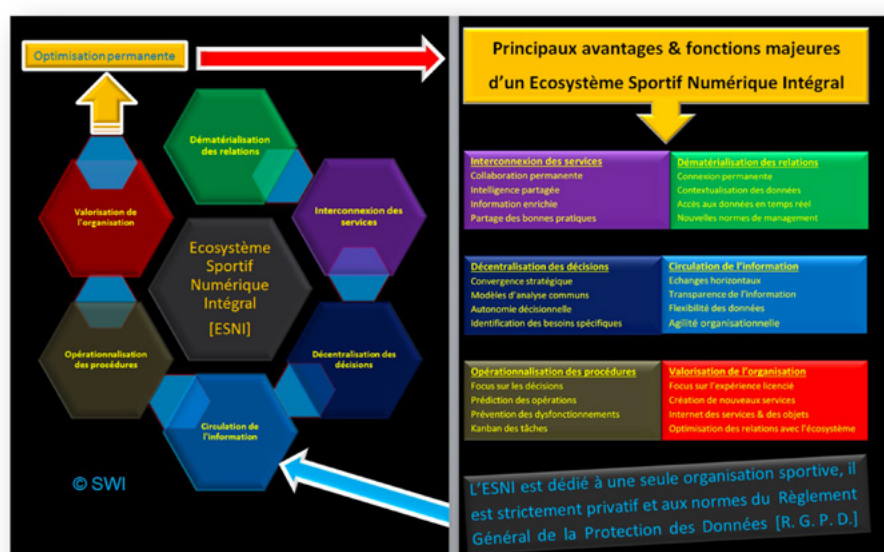 Optimisation permanente
Dématérialisation
des relations
Interconnexion des
services
Valorisation de
l'organisation
Ecosystème
Sportif
Numérique
Intégral
[ESNI]
Opérationnalisation
des procédures
Décentralisation des
décisions
Circulation de
l'information
© SWI
Principaux avantages & fonctions majeures
d'un Ecosystème Sportif Numérique Intégral
Interconnexion des services
Collaboration permanente
Intelligence partagée
Information enrichie
Partage des bonnes pratiques
Dématérialisation des relations
Connexion permanente
Contextualisation des données
Accès aux données en temps réel
Nouvelles normes de management
Décentralisation des décisions
Convergence stratégique
Modèles d'analyse communs
Autonomie décisionnelle
Identification des besoins spécifiques
Circulation de l'information
Echanges horizontaux
Transparence de l'information
Flexibilité des données
Agilité organisationnelle
Opérationnalisation des procédures
Focus sur les décisions
Prédiction des opérations
Prévention des dysfonctionnements
Kanban des tâches
Valorisation de l'organisation
Focus sur l'expérience licencié
Création de nouveaux services
Internet des services & des objets
Optimisation des relations avec l'écosystème
L'ESNI est dédié à une seule organisation sportive, il
est strictement privatif et aux normes du Règlement
Général de la Protection des Données [R. G. P. D.]